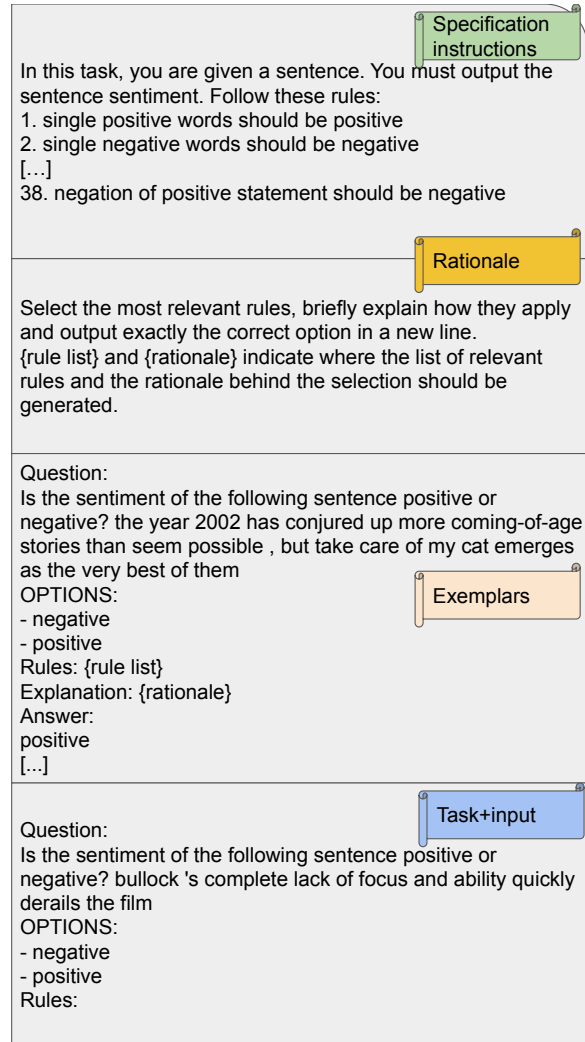 Specification
instructions
In this task, you are given a sentence. You must output the
sentence sentiment. Follow these rules:
1. single positive words should be positive
2. single negative words should be negative
[…]
38. negation of positive statement should be negative
Rationale
Select the most relevant rules, briefly explain how they apply
and output exactly the correct option in a new line.
{rule list} and {rationale} indicate where the list of relevant
rules and the rationale behind the selection should be
generated.
Question:
Is the sentiment of the following sentence positive or
negative? the year 2002 has conjured up more coming-of-age
stories than seem possible , but take care of my cat emerges
as the very best of them
OPTIONS:
Exemplars
- negative
- positive
Rules: {rule list}
Explanation: {rationale}
Answer:
positive
[...]
Task+input
Question:
Is the sentiment of the following sentence positive or
negative? bullock 's complete lack of focus and ability quickly
derails the film
OPTIONS:
- negative
- positive
Rules: